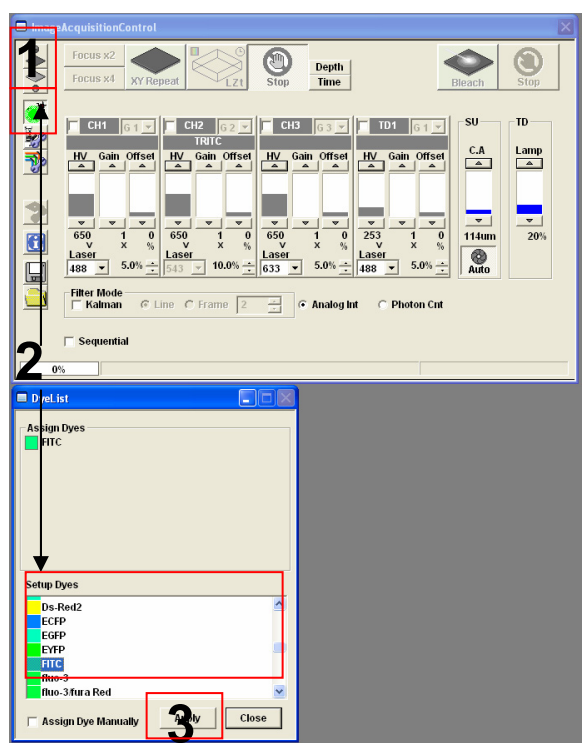 ImageAcquisitionControl
1
Focus x2
Focus x4
XY Repeat
LZt
Stop
Depth
Time
Bleach
Stop
CH1 G 1
CH2 G 2
CH3 G 3
TD1 G 1
SU
TD
TRITC
HV Gain Offset
HV Gain Offset
HV Gain Offset
HV Gain Offset
C.A
Lamp
650 1 0
V X %
650 1 0
V X %
650 1 0
V X %
253 1 0
V X %
114um
20%
Laser
488 5.0%
Laser
543 10.0%
Laser
633 5.0%
Laser
488 5.0%
Auto
Filter Mode
Kalman Line Frame 2 Analog Int Photon Cnt
Sequential
2
0%
DyeList
Assign Dyes
FITC
Setup Dyes
Ds-Red2
ECFP
EGFP
EYFP
FITC
fluo-3
fluo-3/fura Red
Assign Dye Manually
Apply
3
Close